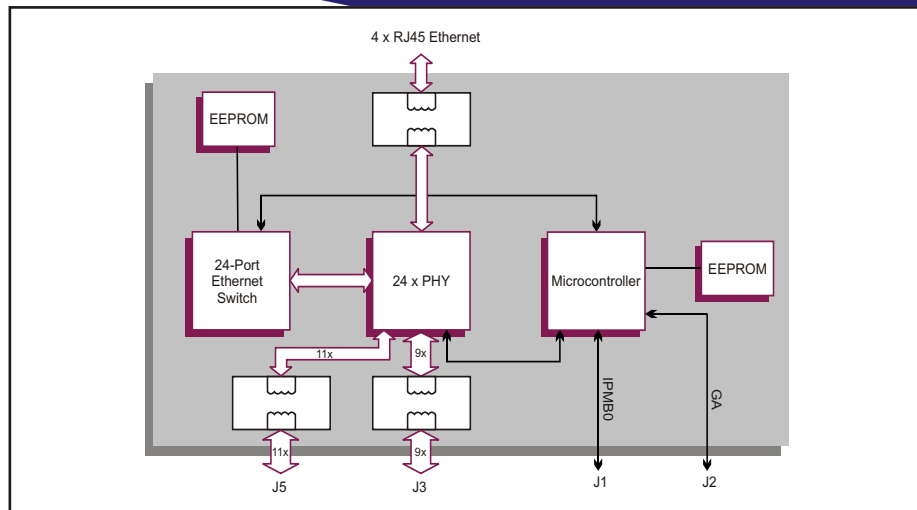 4 x RJ45 Ethernet
EEPROM
24-Port
Ethernet
Switch
24 x PHY
Microcontroller
EEPROM
11x
9x
IPMB0
GA
11x
9x
J5
J3
J1
J2